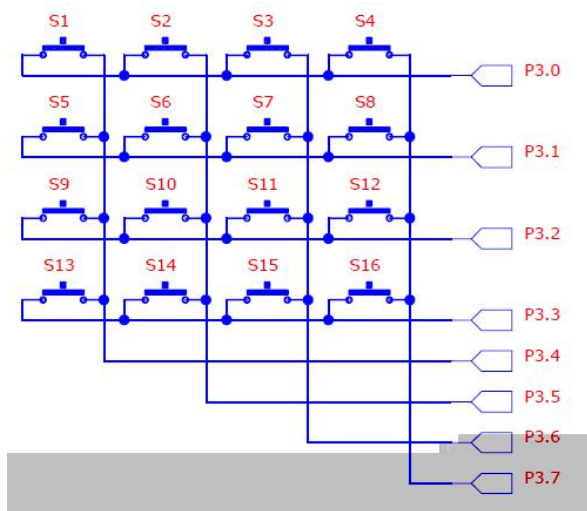 S1 S2 S3 S4
P3.0
S5 S6 S7 S8
P3.1
S9 S10 S11 S12
P3.2
S13 S14 S15 S16
P3.3
P3.4
P3.5
P3.6
P3.7